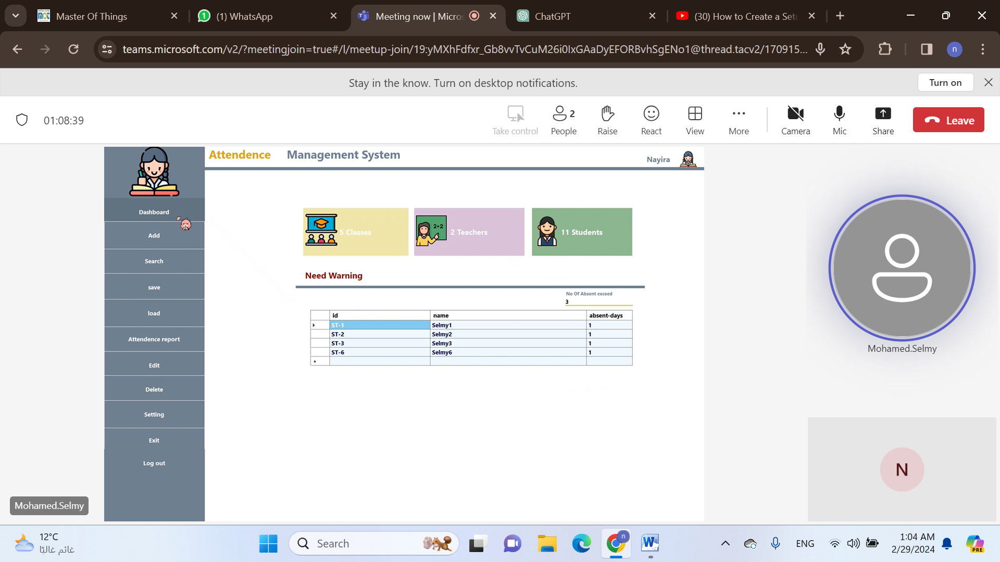 Master Of Things
(1) WhatsApp
Meeting now | Micros
ChatGPT
(30) How to Create a Setu
teams.microsoft.com/v2/?meetingjoin=true#/l/meetup-join/19:yMXhFdfxr_Gb8vvTvCuM26i0IxGAaDyEFORBvhSgENo1@thread.tacv2/170915...
n
Stay in the know. Turn on desktop notifications.
Turn on
01:08:39
Take control
2
People
Raise
React
View
More
Camera
Mic
Share
Leave
Attendence Management System
Nayira
Dashboard
Add
Search
save
load
Attendence report
Edit
Delete
Setting
Exit
Log out
5 Classes
2+2
2 Teachers
11 Students
Need Warning
No Of Absent exceed
3
id name absent-days
ST-1 Selmy1 1
ST-2 Selmy2 1
ST-3 Selmy3 1
ST-6 Selmy6 1
Mohamed.Selmy
N
Mohamed.Selmy
12°C
غائم غالبًا
Search
n
W
ENG
1:04 AM
2/29/2024
PRE